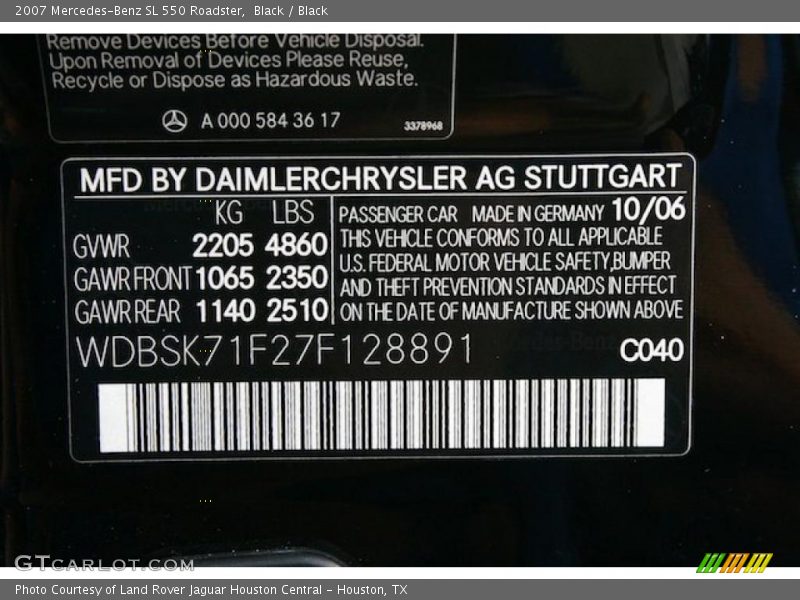 2007 Mercedes-Benz SL 550 Roadster, Black / Black
Remove Devices Before Vehicle Disposal.
Upon Removal of Devices Please Reuse,
Recycle or Dispose as Hazardous Waste.
A 000 584 36 17
3378968
MFD BY DAIMLERCHRYSLER AG STUTTGART
KG LBS
GVWR 2205 4860
GAWR FRONT 1065 2350
GAWR REAR 1140 2510
PASSENGER CAR MADE IN GERMANY 10/06
THIS VEHICLE CONFORMS TO ALL APPLICABLE
U.S. FEDERAL MOTOR VEHICLE SAFETY,BUMPER
AND THEFT PREVENTION STANDARDS IN EFFECT
ON THE DATE OF MANUFACTURE SHOWN ABOVE
WDBSK71F27F128891
C040
GTCARLOT.COM
Photo Courtesy of Land Rover Jaguar Houston Central - Houston, TX